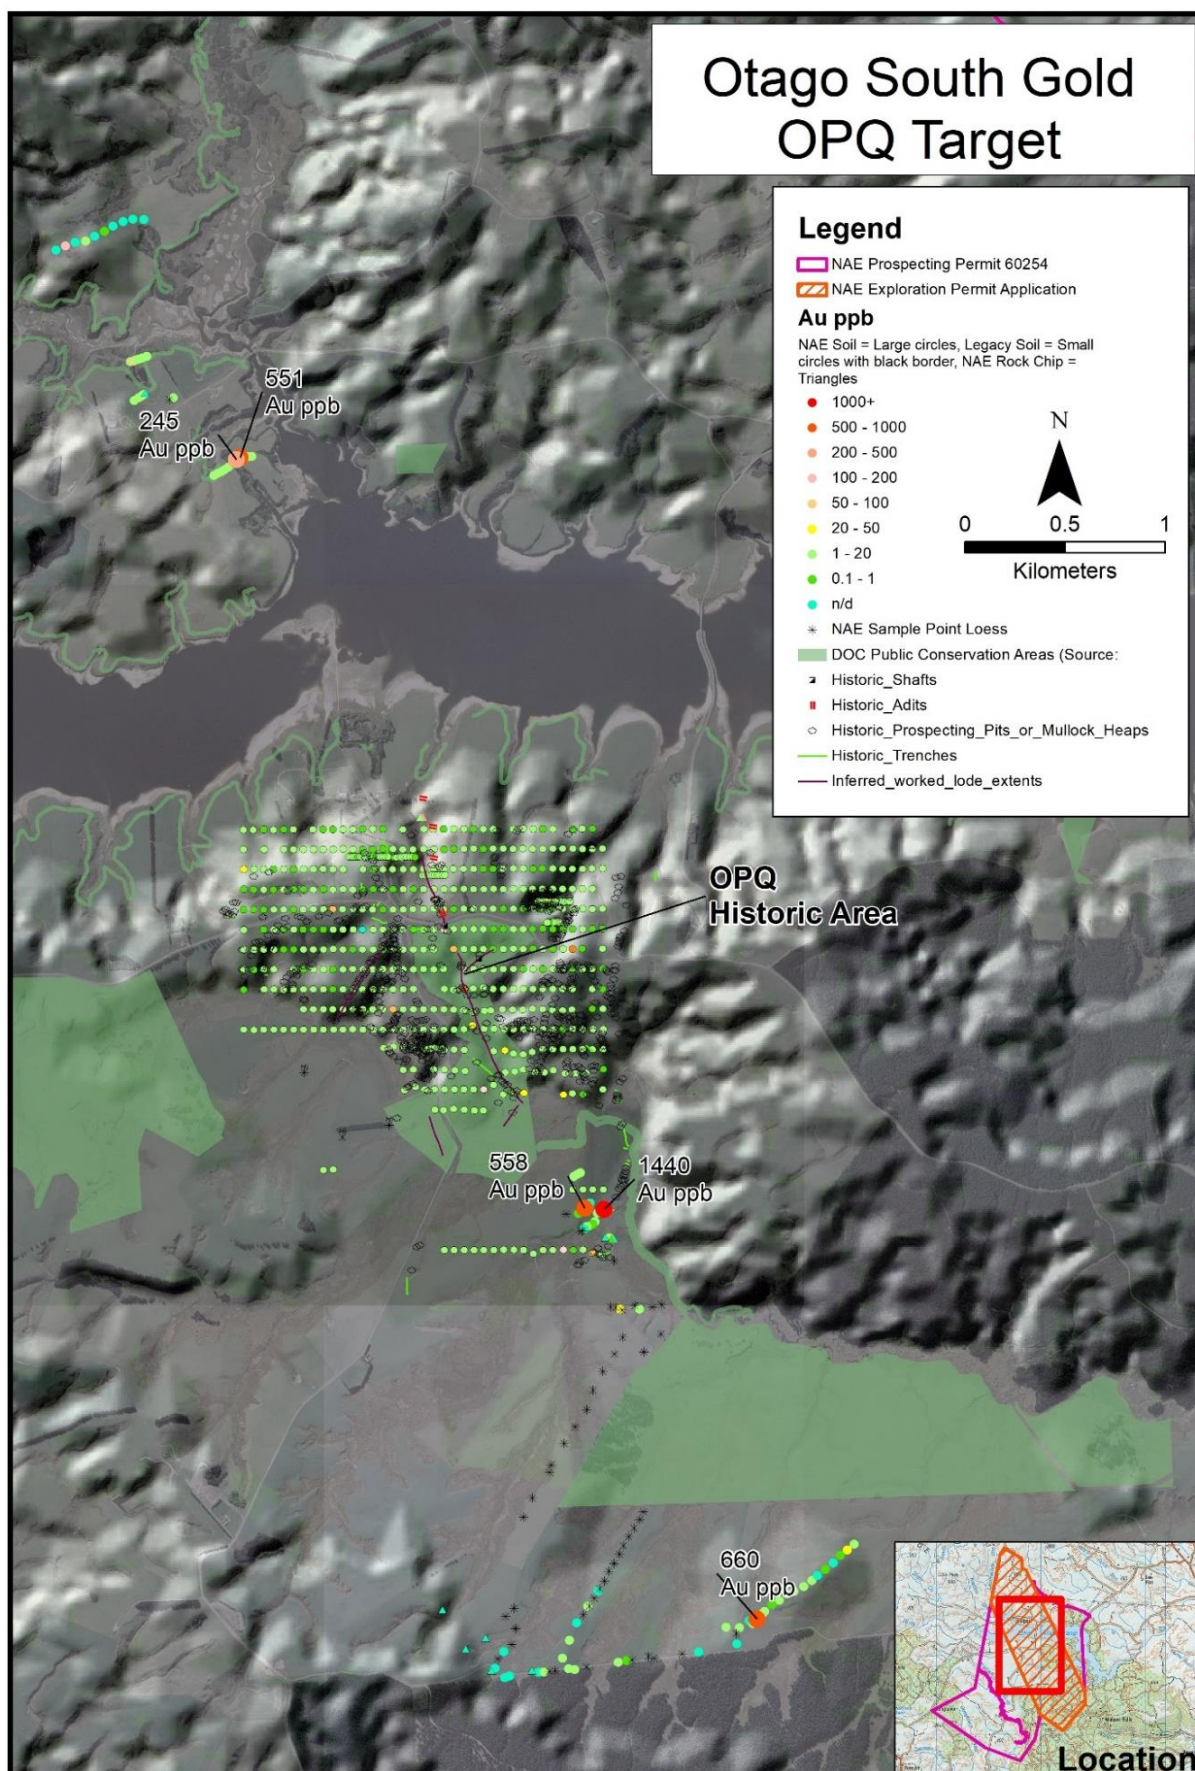 Otago South Gold
OPQ Target
Legend
NAE Prospecting Permit 60254
NAE Exploration Permit Application
Au ppb
NAE Soil = Large circles, Legacy Soil = Small
circles with black border, NAE Rock Chip =
Triangles
1000+
500 - 1000
200 - 500
100 - 200
50 - 100
20 - 50
1 - 20
0.1 - 1
n/d
NAE Sample Point Loess
DOC Public Conservation Areas (Source:
Historic_Shafts
Historic_Adits
Historic_Prospecting_Pits_or_Mullock_Heaps
Historic_Trenches
Inferred_worked_lode_extents
N
0 0.5 1
Kilometers
551
Au ppb
245
Au ppb
OPQ
Historic Area
558
Au ppb
1440
Au ppb
660
Au ppb
Location